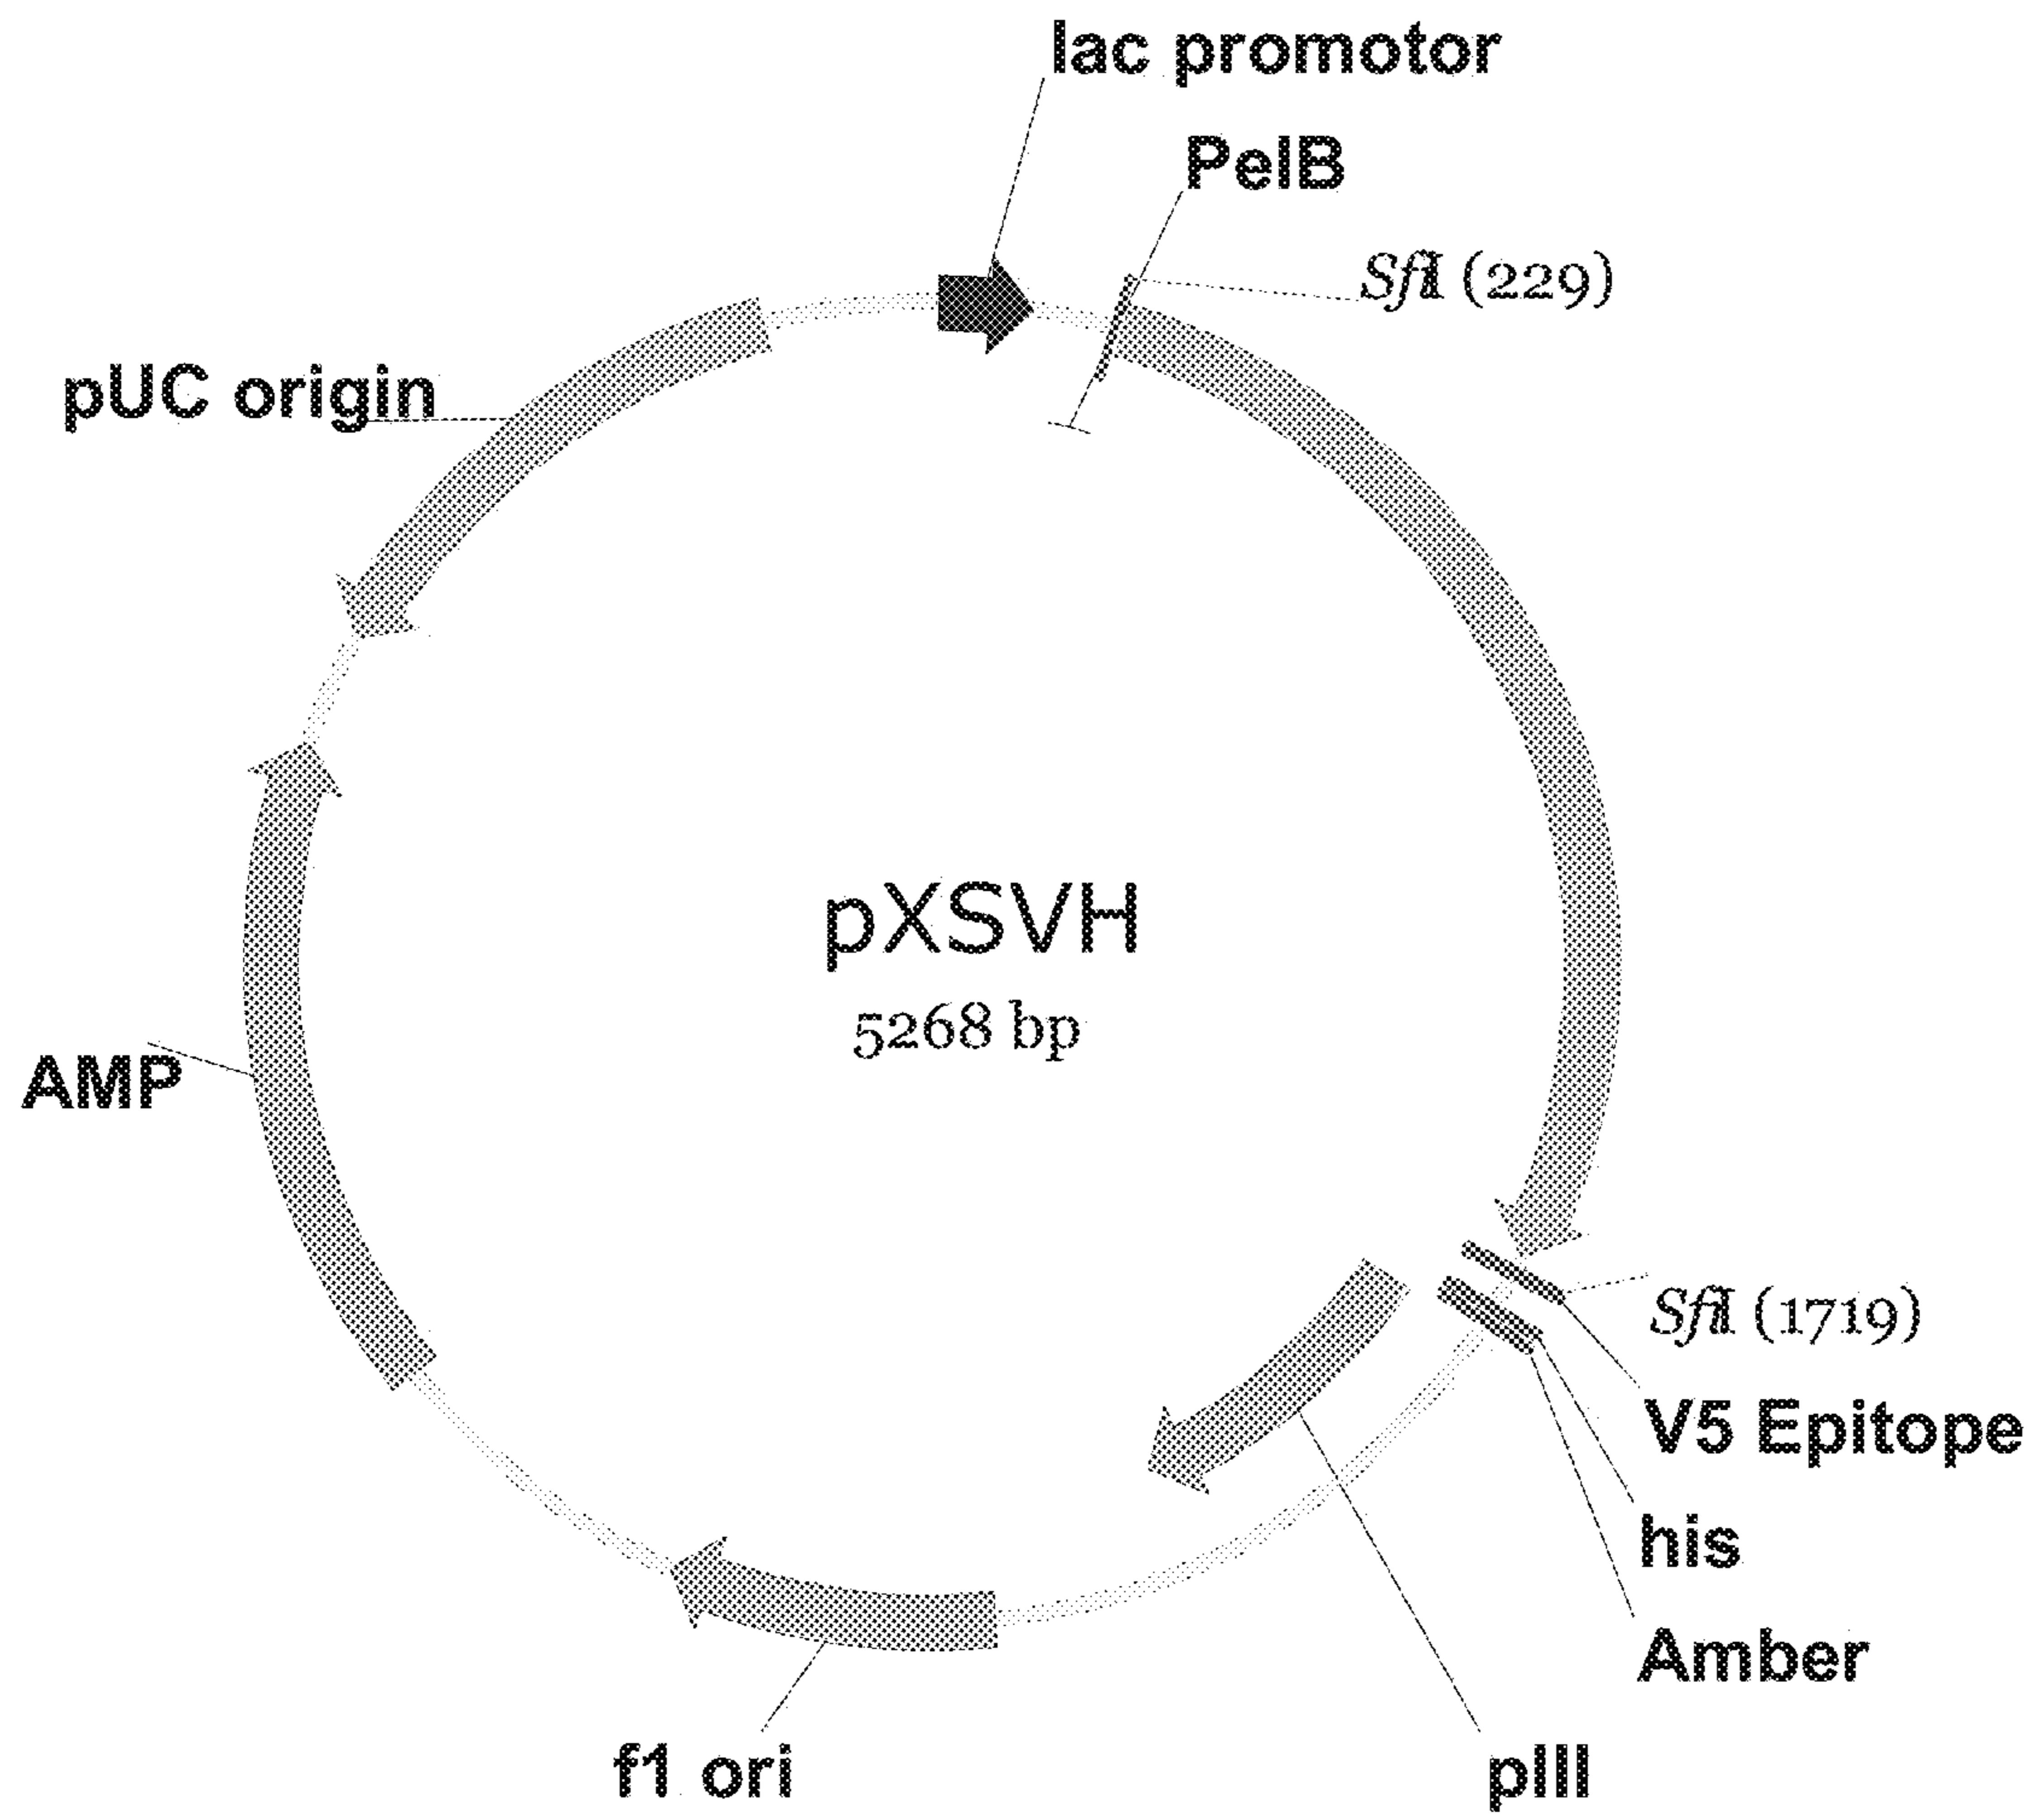 lac promotor
PelB
SfiI (229)
pUC origin
pXSVH
5268 bp
AMP
SfiI (1719)
V5 Epitope
his
Amber
f1 ori
pIII